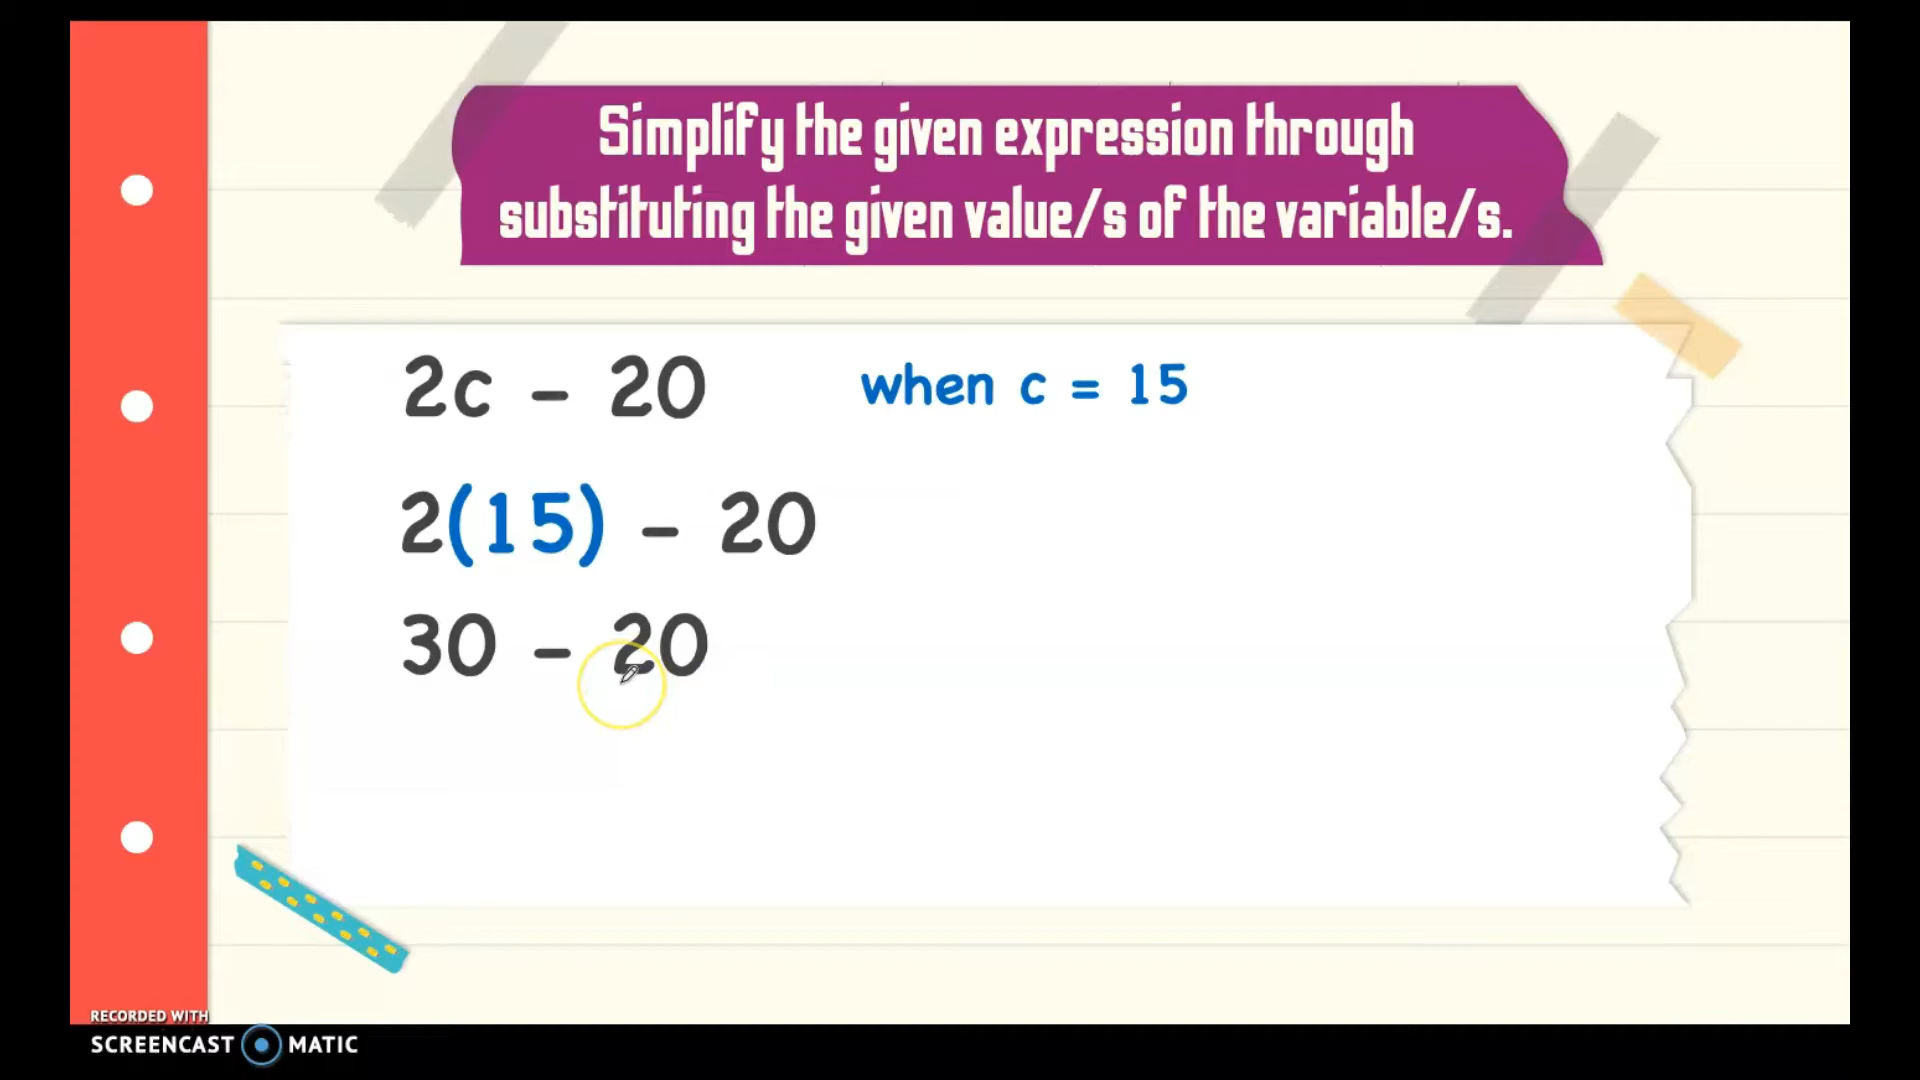 Simplify the given expression through
substituting the given value/s of the variable/s.
2c – 20 when c = 15
2(15) – 20
30 – 20
RECORDED WITH
SCREENCAST MATIC